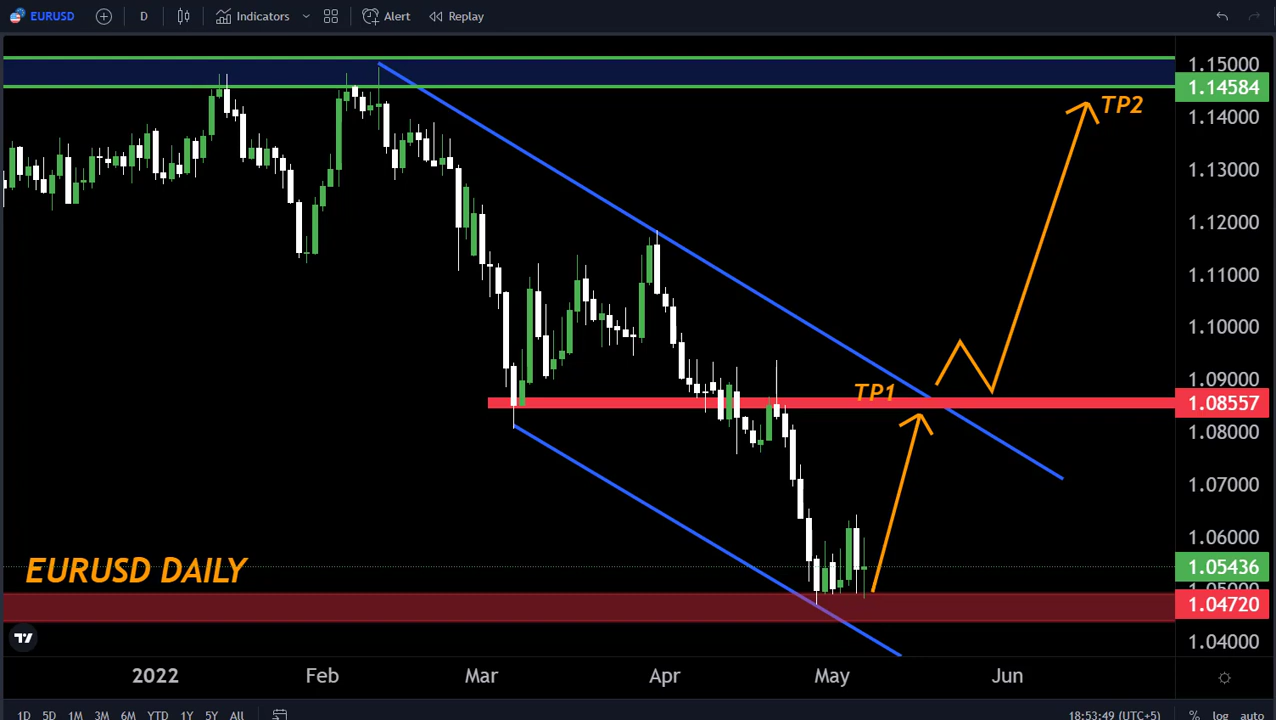 EURUSD D Indicators Alert Replay
1.15000
1.14584
1.14000
TP2
1.13000
1.12000
1.11000
1.10000
1.09000
TP1
1.08557
1.08000
1.07000
1.06000
EURUSD DAILY
1.05436
1.05000
1.04720
1.04000
2022 Feb Mar Apr May Jun
1D 5D 1M 3M 6M YTD 1Y 5Y All 18:53:49 (UTC+5) % log auto